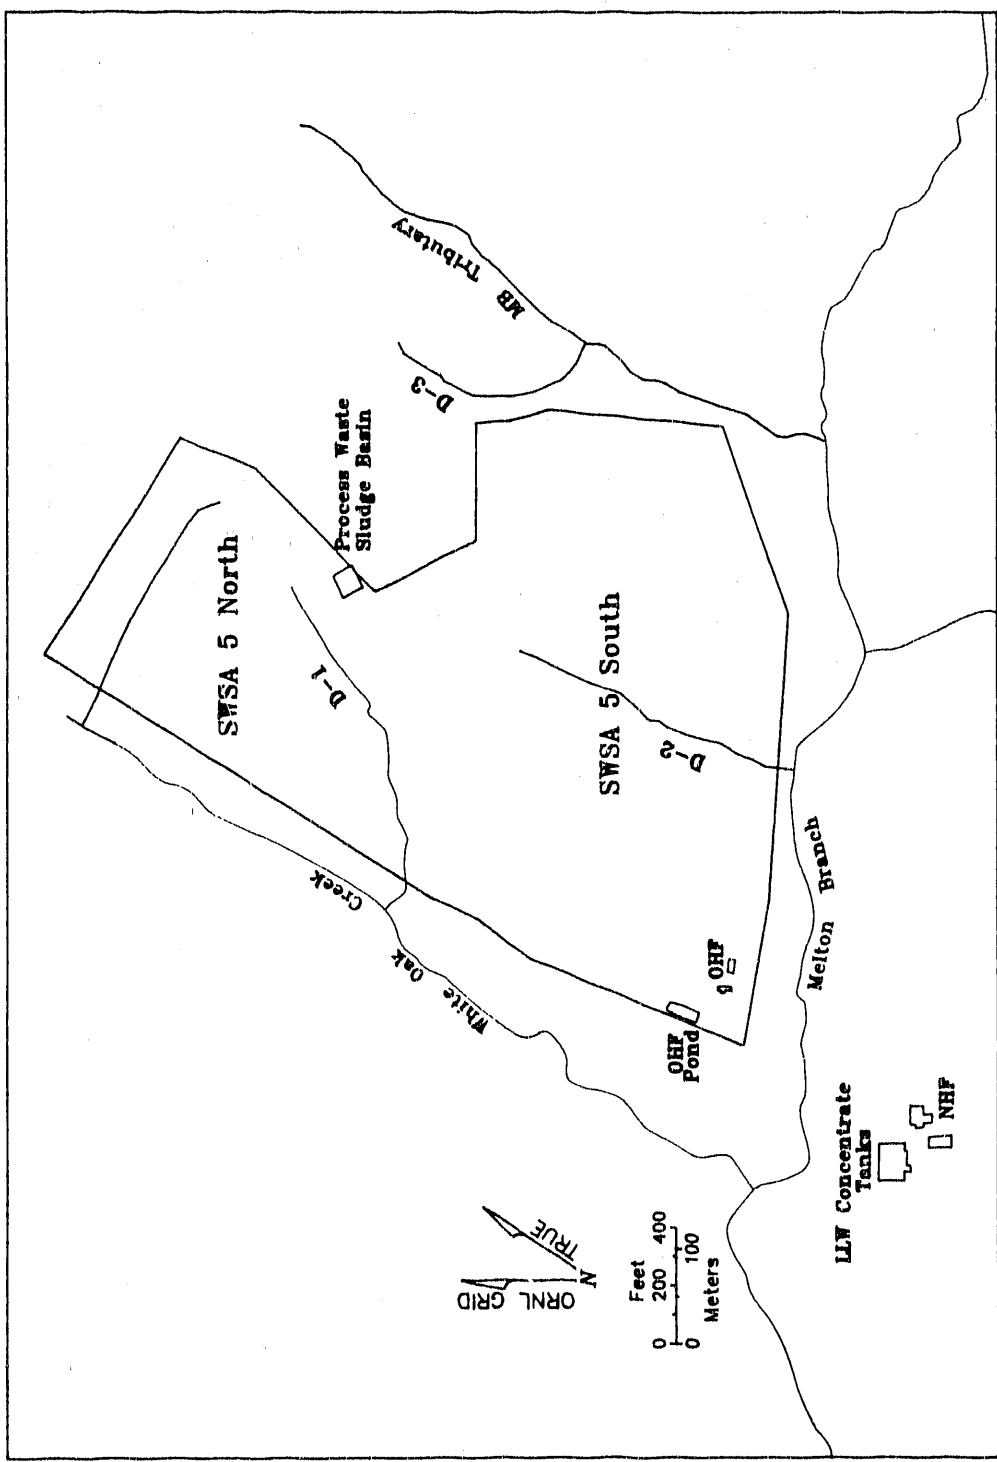 SWSA 5 North
Process Waste
Sludge Basin
MB Tributary
D-3
D-1
SWSA 5 South
D-2
White Oak Creek
Melton Branch
OHF
OHF
Pond
LLW Concentrate
Tanks
NHF
ORNL GRID
TRUE
N
Feet
0 200 400
0 100
Meters